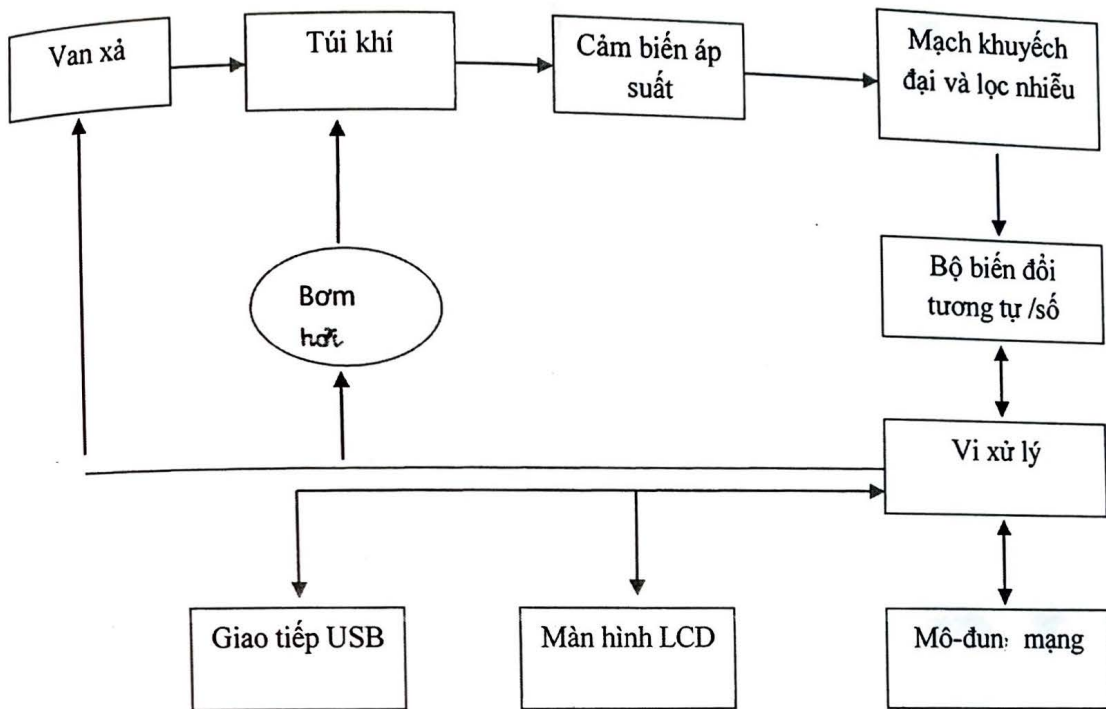 Van xả
Túi khí
Cảm biến áp
suất
Mạch khuyếch
đại và lọc nhiễu
Bơm
hơi
Bộ biến đổi
tương tự /số
Vi xử lý
Giao tiếp USB
Màn hình LCD
Mô-đun: mạng